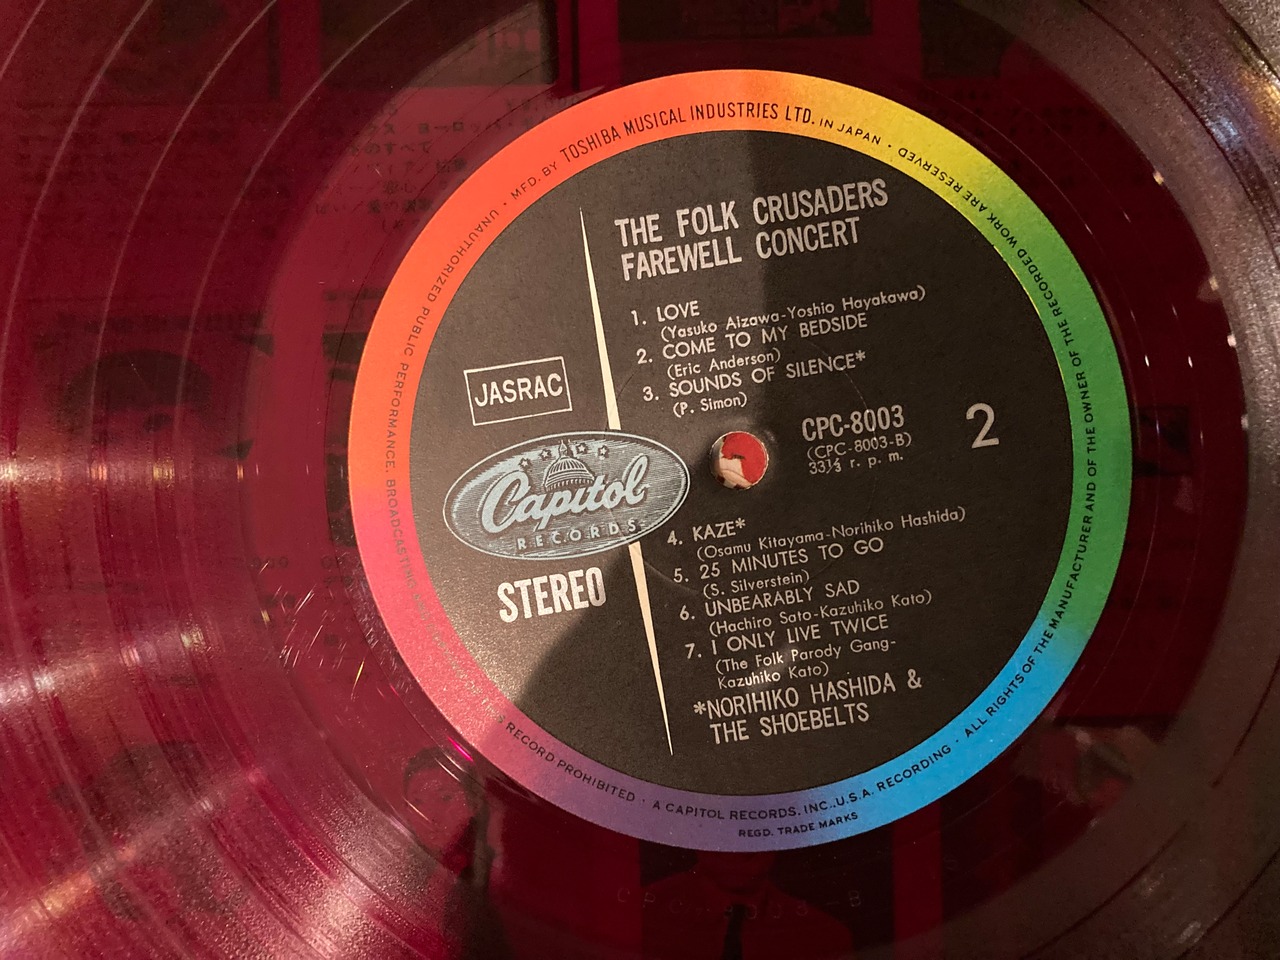 MFD. BY TOSHIBA MUSICAL INDUSTRIES LTD. IN JAPAN · ALL RIGHTS OF THE MANUFACTURER AND OF THE OWNER OF THE RECORDED WORK ARE RESERVED
THE FOLK CRUSADERS
FAREWELL CONCERT
1. LOVE
(Yasuko Aizawa-Yoshio Hayakawa)
2. COME TO MY BEDSIDE
(Eric Anderson)
3. SOUNDS OF SILENCE*
(P. Simon)
JASRAC
CPC-8003
(CPC-8003-B)
33⅓ r. p. m.
2
Capitol
RECORDS
STEREO
4. KAZE*
(Osamu Kitayama-Norihiko Hashida)
5. 25 MINUTES TO GO
(S. Silverstein)
6. UNBEARABLY SAD
(Hachiro Sato-Kazuhiko Kato)
7. I ONLY LIVE TWICE
(The Folk Parody Gang-
Kazuhiko Kato)
*NORIHIKO HASHIDA &
THE SHOEBELTS
UNAUTHORIZED PUBLIC PERFORMANCE, BROADCASTING THIS RECORD PROHIBITED · A CAPITOL RECORDS, INC., U.S.A. RECORDING ·
REGD. TRADE MARKS